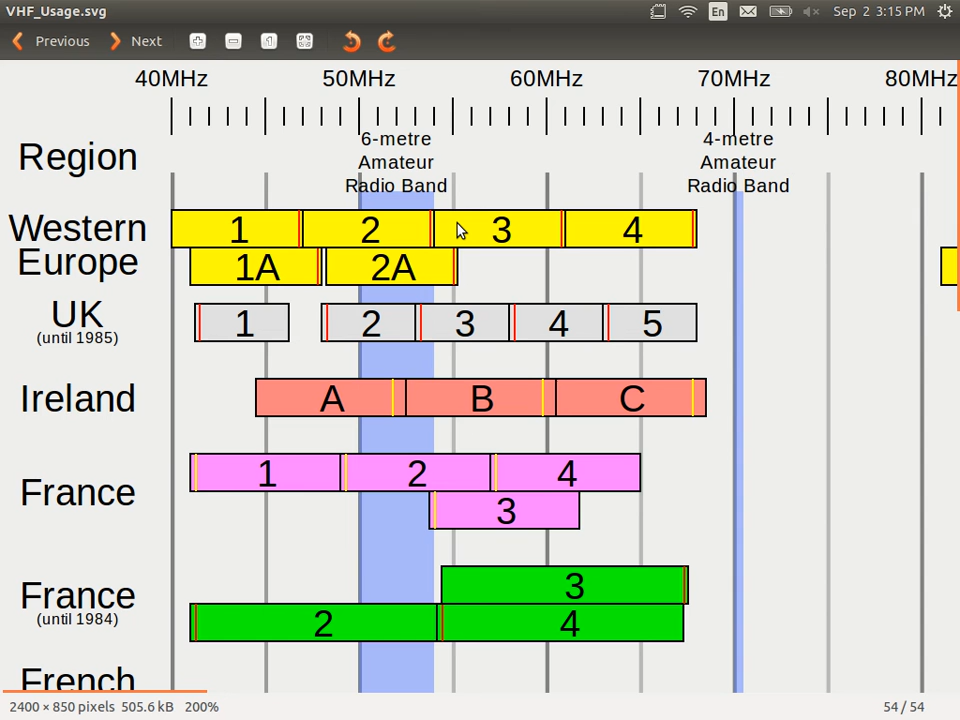 VHF_Usage.svg
En
Sep 2 3:15 PM
Previous
Next
40MHz 50MHz 60MHz 70MHz 80MHz
6-metre
Amateur
Radio Band
4-metre
Amateur
Radio Band
Region
Western
Europe
1 2 3 4
1A 2A
UK
(until 1985)
1 2 3 4 5
Ireland
A B C
France
1 2 4
3
France
(until 1984)
3
2 4
French
2400 × 850 pixels 505.6 kB 200%
54 / 54